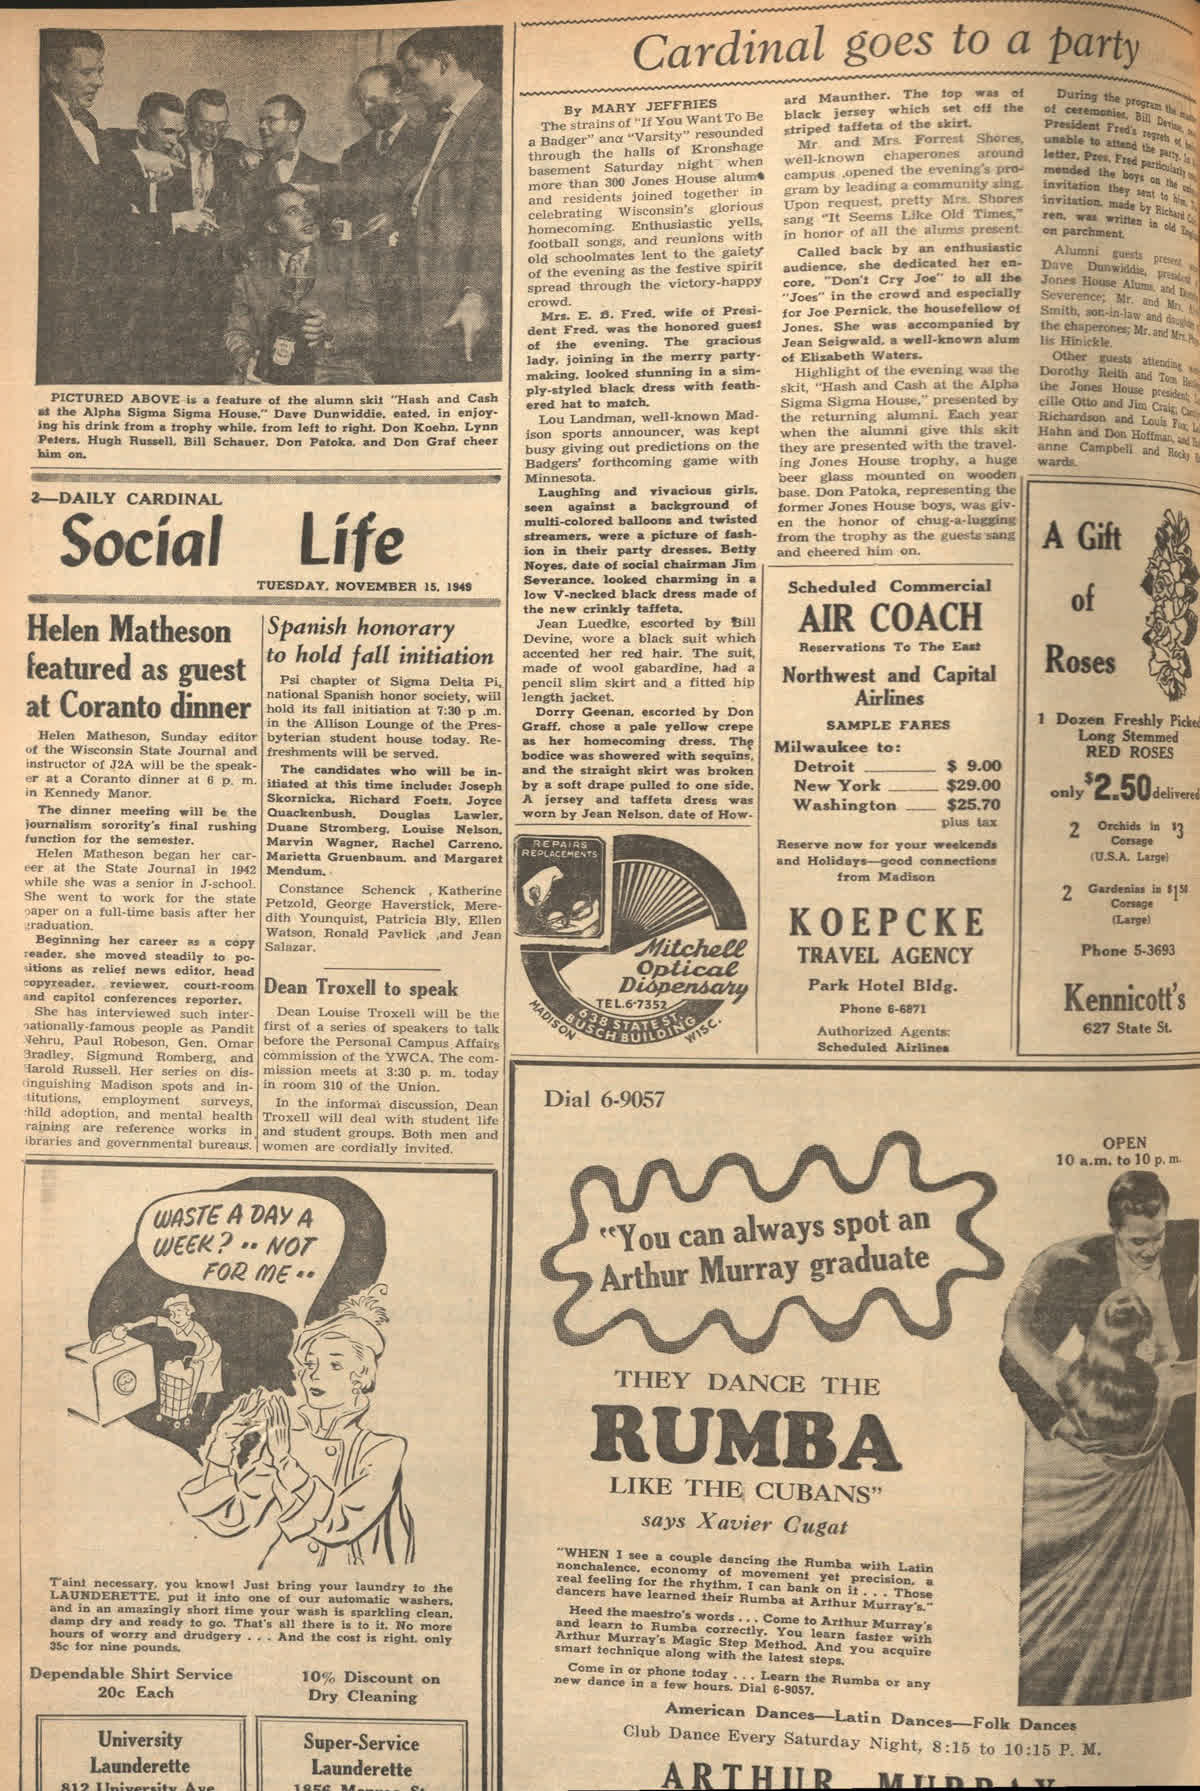 PICTURED ABOVE is a feature of the alumn skit "Hash and Cash
at the Alpha Sigma Sigma House," Dave Dunwiddie, eated, in enjoy-
ing his drink from a trophy while, from left to right, Don Koehn, Lynn
Peters, Hugh Russell, Bill Schauer, Don Patoka, and Don Graf cheer
him on.
2—DAILY CARDINAL
Social Life
TUESDAY, NOVEMBER 15, 1949
Helen Matheson
featured as guest
at Coranto dinner
Helen Matheson, Sunday editor
of the Wisconsin State Journal and
instructor of J2A will be the speak-
er at a Coranto dinner at 6 p. m.
in Kennedy Manor.
The dinner meeting will be the
journalism sorority's final rushing
function for the semester.
Helen Matheson began her car-
eer at the State Journal in 1942
while she was a senior in J-school.
She went to work for the state
paper on a full-time basis after her
graduation.
Beginning her career as a copy
reader, she moved steadily to po-
sitions as relief news editor, head
copyreader, reviewer, court-room
and capitol conferences reporter.
She has interviewed such inter-
nationally-famous people as Pandit
Nehru, Paul Robeson, Gen. Omar
Bradley, Sigmund Romberg, and
Harold Russell. Her series on dis-
tinguishing Madison spots and in-
stitutions, employment surveys,
child adoption, and mental health
training are reference works in
libraries and governmental bureaus.
Spanish honorary
to hold fall initiation
Psi chapter of Sigma Delta Pi,
national Spanish honor society, will
hold its fall initiation at 7:30 p .m.
in the Allison Lounge of the Pres-
byterian student house today. Re-
freshments will be served.
The candidates who will be in-
itiated at this time include: Joseph
Skornicka, Richard Foets, Joyce
Quackenbush, Douglas Lawler,
Duane Stromberg, Louise Nelson,
Marvin Wagner, Rachel Carreno,
Marietta Gruenbaum, and Margaret
Mendum.
Constance Schenck , Katherine
Petzold, George Haverstick, Mere-
dith Younquist, Patricia Bly, Ellen
Watson, Ronald Pavlick ,and Jean
Salazar.
Dean Troxell to speak
Dean Louise Troxell will be the
first of a series of speakers to talk
before the Personal Campus Affairs
commission of the YWCA. The com-
mission meets at 3:30 p. m. today
in room 310 of the Union.
In the informal discussion, Dean
Troxell will deal with student life
and student groups. Both men and
women are cordially invited.
Cardinal goes to a party
By MARY JEFFRIES
The strains of "If You Want To Be
a Badger" and "Varsity" resounded
through the halls of Kronshage
basement Saturday night when
more than 300 Jones House alums
and residents joined together in
celebrating Wisconsin's glorious
homecoming. Enthusiastic yells,
football songs, and reunions with
old schoolmates lent to the gaiety
of the evening as the festive spirit
spread through the victory-happy
crowd.
Mrs. E. B. Fred, wife of Presi-
dent Fred, was the honored guest
of the evening. The gracious
lady, joining in the merry party-
making, looked stunning in a sim-
ply-styled black dress with feath-
ered hat to match.
Lou Landman, well-known Mad-
ison sports announcer, was kept
busy giving out predictions on the
Badgers' forthcoming game with
Minnesota.
Laughing and vivacious girls,
seen against a background of
multi-colored balloons and twisted
streamers, were a picture of fash-
ion in their party dresses. Betty
Noyes, date of social chairman Jim
Severance, looked charming in a
low V-necked black dress made of
the new crinkly taffeta.
Jean Luedke, escorted by Bill
Devine, wore a black suit which
accented her red hair. The suit,
made of wool gabardine, had a
pencil slim skirt and a fitted hip
length jacket.
Dorry Geenan, escorted by Don
Graff, chose a pale yellow crepe
as her homecoming dress. The
bodice was showered with sequins,
and the straight skirt was broken
by a soft drape pulled to one side.
A jersey and taffeta dress was
worn by Jean Nelson, date of How-
ard Maunther. The top was of
black jersey which set off the
striped taffeta of the skirt.
Mr. and Mrs. Forrest Shores,
well-known chaperones around
campus ,opened the evening's pro-
gram by leading a community sing.
Upon request, pretty Mrs. Shores
sang "It Seems Like Old Times,"
in honor of all the alums present.
Called back by an enthusiastic
audience, she dedicated her en-
core, "Don't Cry Joe" to all the
"Joes" in the crowd and especially
for Joe Pernick, the housefellow of
Jones. She was accompanied by
Jean Seigwald, a well-known alum
of Elizabeth Waters.
Highlight of the evening was the
skit, "Hash and Cash at the Alpha
Sigma Sigma House," presented by
the returning alumni. Each year
when the alumni give this skit
they are presented with the travel-
ing Jones House trophy, a huge
beer glass mounted on wooden
base. Don Patoka, representing the
former Jones House boys, was giv-
en the honor of chug-a-lugging
from the trophy as the guests sang
and cheered him on.
During the program the
of ceremonies, Bill Devine,
President Fred's regrets of
unable to attend the party. In
letter, Pres. Fred particularly
mended the boys on the
invitation they sent to him.
invitation, made by Richard
ren, was written in old
on parchment.
Alumni guests present
Dave Dunwiddie, president
Jones House Alums, and
Severence; Mr. and Mrs.
Smith, son-in-law and
the chaperones; Mr. and Mrs.
lis Hinickle.
Other guests attending
Dorothy Reith and Tom
the Jones House president;
cille Otto and Jim Craig;
Richardson and Louis Fox,
Hahn and Don Hoffman, and
anne Campbell and Rocky
wards.
REPAIRS
REPLACEMENTS
Mitchell
Optical
Dispensary
TEL.6-7352
638 STATE ST.
BUSCH BUILDING
MADISON WISC.
Scheduled Commercial
AIR COACH
Reservations To The East
Northwest and Capital
Airlines
SAMPLE FARES
Milwaukee to:
Detroit $ 9.00
New York $29.00
Washington $25.70
plus tax
Reserve now for your weekends
and Holidays—good connections
from Madison
KOEPCKE
TRAVEL AGENCY
Park Hotel Bldg.
Phone 6-6871
Authorized Agents:
Scheduled Airlines
A Gift
of
Roses
1 Dozen Freshly Picked
Long Stemmed
RED ROSES
only $2.50 delivered
2 Orchids in $3
Corsage
(U.S.A. Large)
2 Gardenias in $1.50
Corsage
(Large)
Phone 5-3693
Kennicott's
627 State St.
WASTE A DAY A
WEEK? .. NOT
FOR ME ..
T'aint necessary, you know! Just bring your laundry to the
LAUNDERETTE, put it into one of our automatic washers,
and in an amazingly short time your wash is sparkling clean,
damp dry and ready to go. That's all there is to it. No more
hours of worry and drudgery . . . And the cost is right, only
35c for nine pounds.
Dependable Shirt Service
20c Each
10% Discount on
Dry Cleaning
University
Launderette
812 University Ave.
Super-Service
Launderette
1856 Monroe St.
Dial 6-9057
OPEN
10 a.m. to 10 p. m.
"You can always spot an
Arthur Murray graduate
THEY DANCE THE
RUMBA
LIKE THE CUBANS"
says Xavier Cugat
"WHEN I see a couple dancing the Rumba with Latin
nonchalence, economy of movement yet precision, a
real feeling for the rhythm, I can bank on it . . . Those
dancers have learned their Rumba at Arthur Murray's."
Heed the maestro's words . . . Come to Arthur Murray's
and learn to Rumba correctly. You learn faster with
Arthur Murray's Magic Step Method. And you acquire
smart technique along with the latest steps.
Come in or phone today . . . Learn the Rumba or any
new dance in a few hours. Dial 6-9057.
American Dances—Latin Dances—Folk Dances
Club Dance Every Saturday Night, 8:15 to 10:15 P. M.
ARTHUR MURRAY